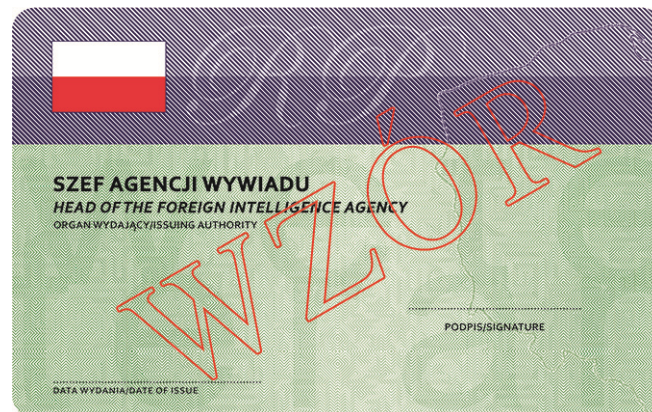 RP
SZEF AGENCJI WYWIADU
HEAD OF THE FOREIGN INTELLIGENCE AGENCY
ORGAN WYDAJĄCY/ISSUING AUTHORITY
WZÓR
PODPIS/SIGNATURE
DATA WYDANIA/DATE OF ISSUE